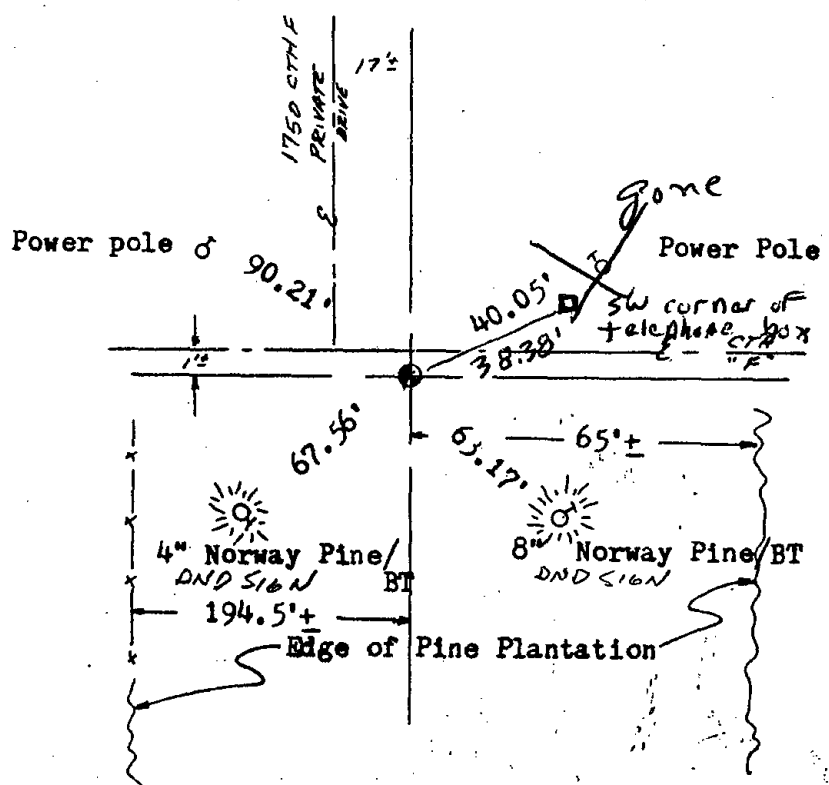 1750 CTH F
PRIVATE
DRIVE
17'±
gone
Power pole
Power Pole
90.21'
40.05'
SW corner of
telephone box
38.38'
CTH
"F"
1'±
67.56'
63.17'
65'±
4" Norway Pine/
BT
DND SIGN
8" Norway Pine/BT
DND SIGN
194.5'±
Edge of Pine Plantation